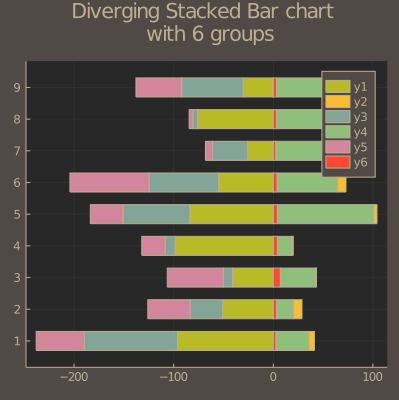 Diverging Stacked Bar chart
with 6 groups
9
8
7
6
5
4
3
2
1
y1
y2
y3
y4
y5
y6
−200 −100 0 100